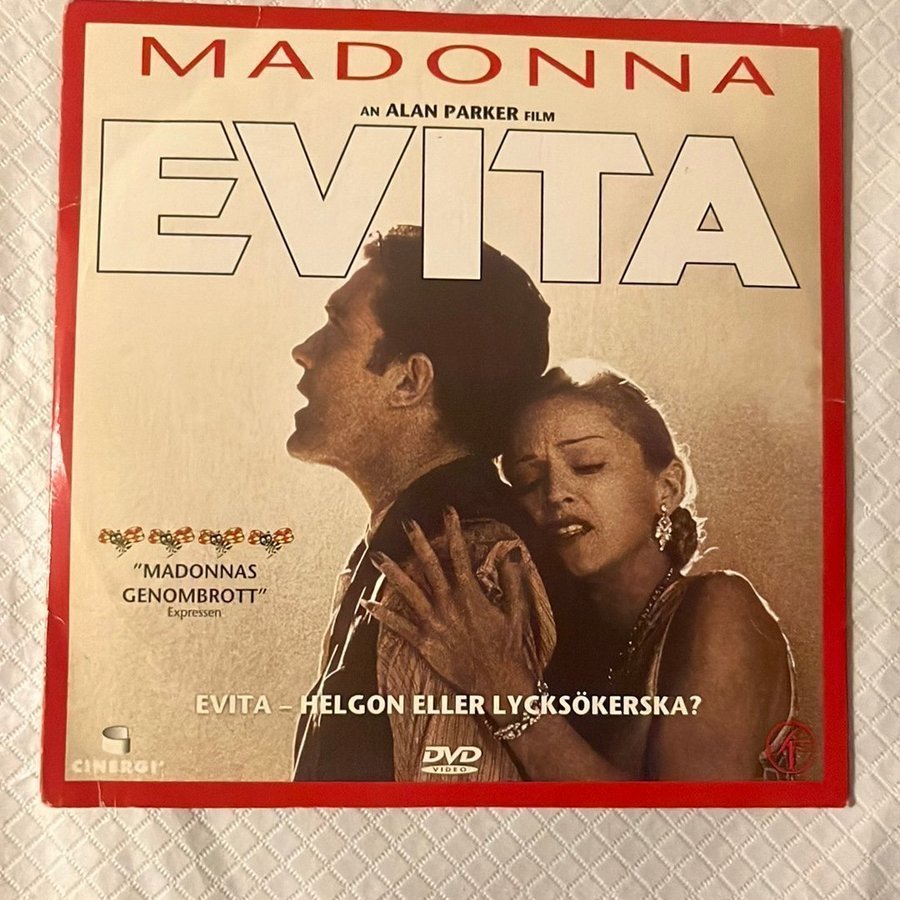 MADONNA
AN ALAN PARKER FILM
EVITA
"MADONNAS
GENOMBROTT"
Expressen
EVITA – HELGON ELLER LYCKSÖKERSKA?
DVD
VIDEO
CINERGI